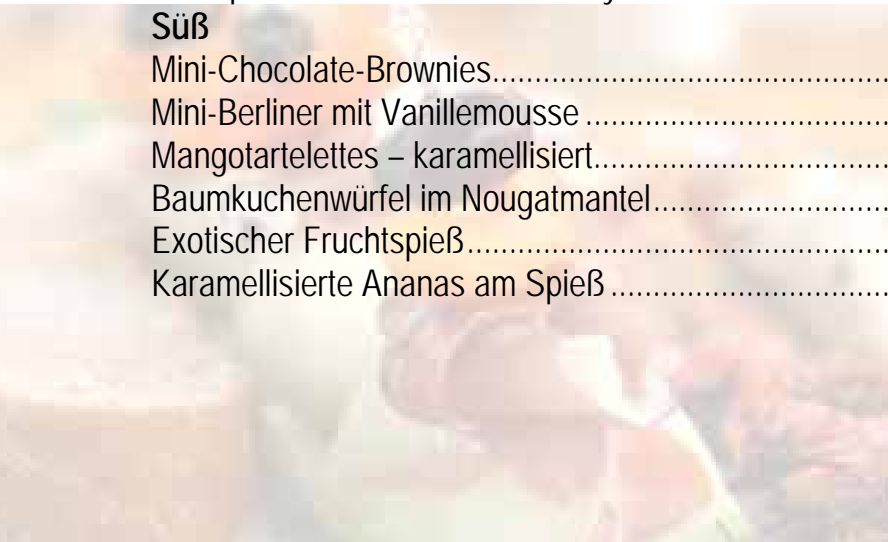 Süß
Mini-Chocolate-Brownies............................................
Mini-Berliner mit Vanillemousse ....................................
Mangotartelettes – karamellisiert...................................
Baumkuchenwürfel im Nougatmantel............................
Exotischer Fruchtspieß................................................
Karamellisierte Ananas am Spieß .................................